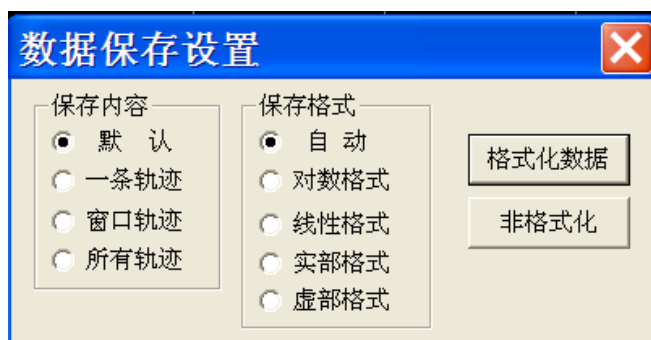 数据保存设置
保存内容
默 认
一条轨迹
窗口轨迹
所有轨迹
保存格式
自 动
对数格式
线性格式
实部格式
虚部格式
格式化数据
非格式化